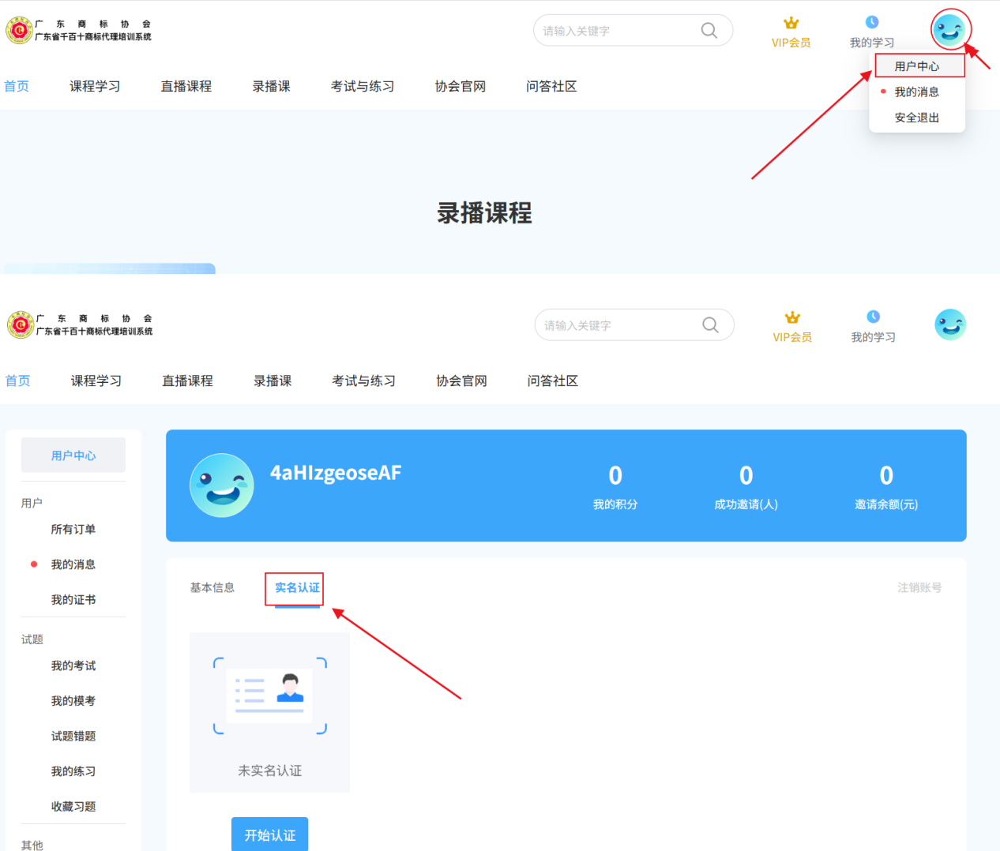 广东商标协会
广东省千百十商标代理培训系统
请输入关键字
VIP会员
我的学习
用户中心
我的消息
安全退出
首页 课程学习 直播课程 录播课 考试与练习 协会官网 问答社区
录播课程
广东商标协会
广东省千百十商标代理培训系统
请输入关键字
VIP会员
我的学习
首页 课程学习 直播课程 录播课 考试与练习 协会官网 问答社区
用户中心
用户
所有订单
我的消息
我的证书
试题
我的考试
我的模考
试题错题
我的练习
收藏习题
其他
4aHIzgeoseAF
0 0 0
我的积分 成功邀请(人) 邀请余额(元)
基本信息 实名认证 注销账号
未实名认证
开始认证